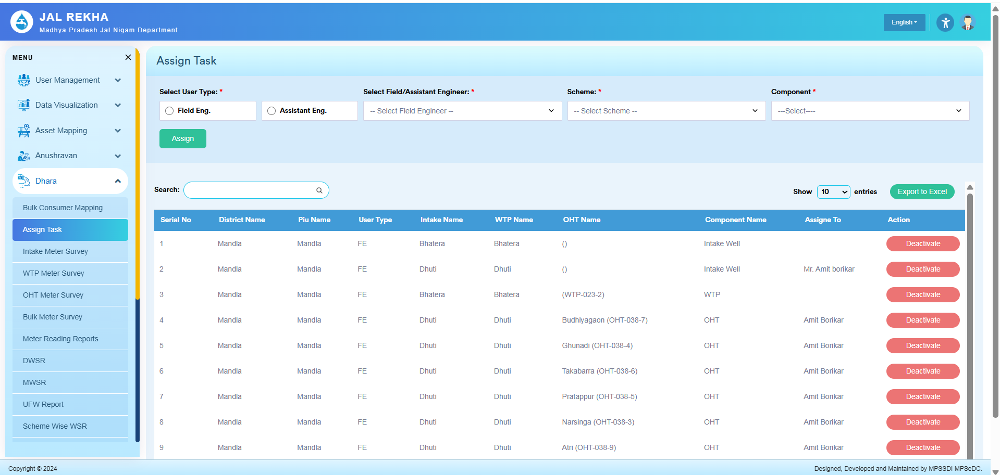 JAL REKHA
Madhya Pradesh Jal Nigam Department
English
MENU
User Management
Data Visualization
Asset Mapping
Anushravan
Dhara
Bulk Consumer Mapping
Assign Task
Intake Meter Survey
WTP Meter Survey
OHT Meter Survey
Bulk Meter Survey
Meter Reading Reports
DWSR
MWSR
UFW Report
Scheme Wise WSR
Assign Task
Select User Type: * Select Field/Assistant Engineer: * Scheme: * Component *
Field Eng. Assistant Eng. -- Select Field Engineer -- -- Select Scheme -- ---Select----
Assign
Search: Show 10 entries Export to Excel
Serial No District Name Piu Name User Type Intake Name WTP Name OHT Name Component Name Assigne To Action
1 Mandla Mandla FE Bhatera Bhatera () Intake Well Deactivate
2 Mandla Mandla FE Dhuti Dhuti () Intake Well Mr. Amit borikar Deactivate
3 Mandla Mandla FE Bhatera Bhatera (WTP-023-2) WTP Deactivate
4 Mandla Mandla FE Dhuti Dhuti Budhiyagaon (OHT-038-7) OHT Amit Borikar Deactivate
5 Mandla Mandla FE Dhuti Dhuti Ghunadi (OHT-038-4) OHT Amit Borikar Deactivate
6 Mandla Mandla FE Dhuti Dhuti Takabarra (OHT-038-6) OHT Amit Borikar Deactivate
7 Mandla Mandla FE Dhuti Dhuti Pratappur (OHT-038-5) OHT Amit Borikar Deactivate
8 Mandla Mandla FE Dhuti Dhuti Narsinga (OHT-038-3) OHT Amit Borikar Deactivate
9 Mandla Mandla FE Dhuti Dhuti Atri (OHT-038-9) OHT Amit Borikar Deactivate
Copyright © 2024 Designed, Developed and Maintained by MPSSDI MPSeDC.